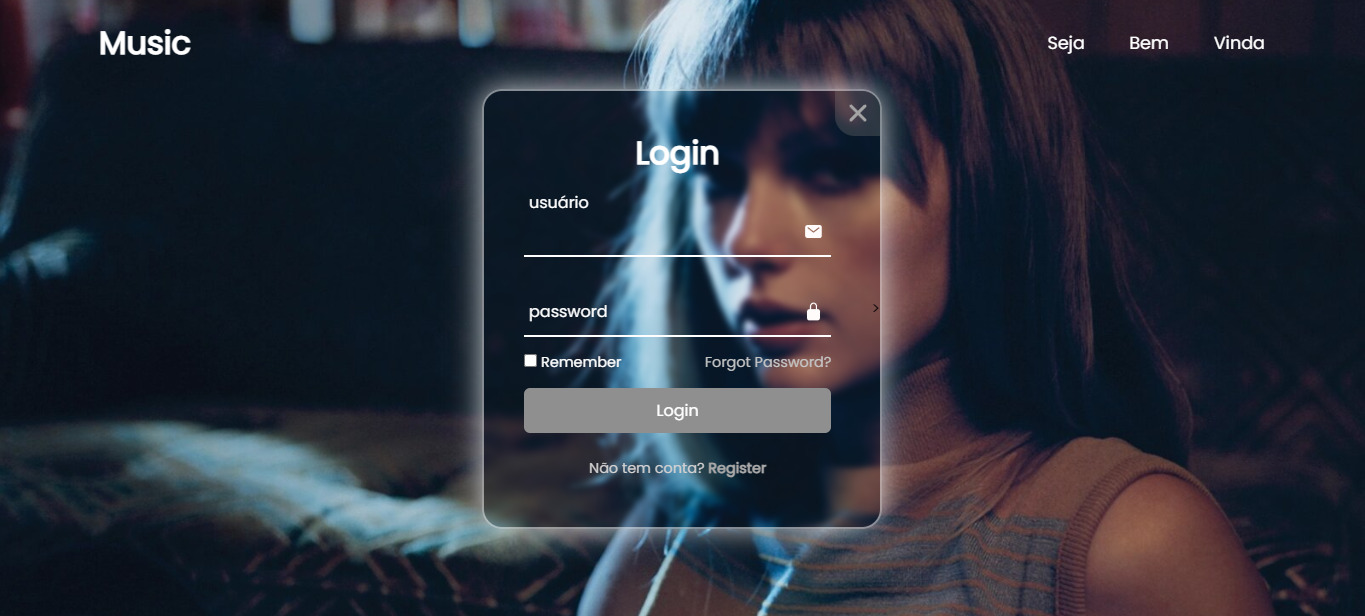 Music
Seja Bem Vinda
Login
usuário
password
>
Remember Forgot Password?
Login
Não tem conta? Register